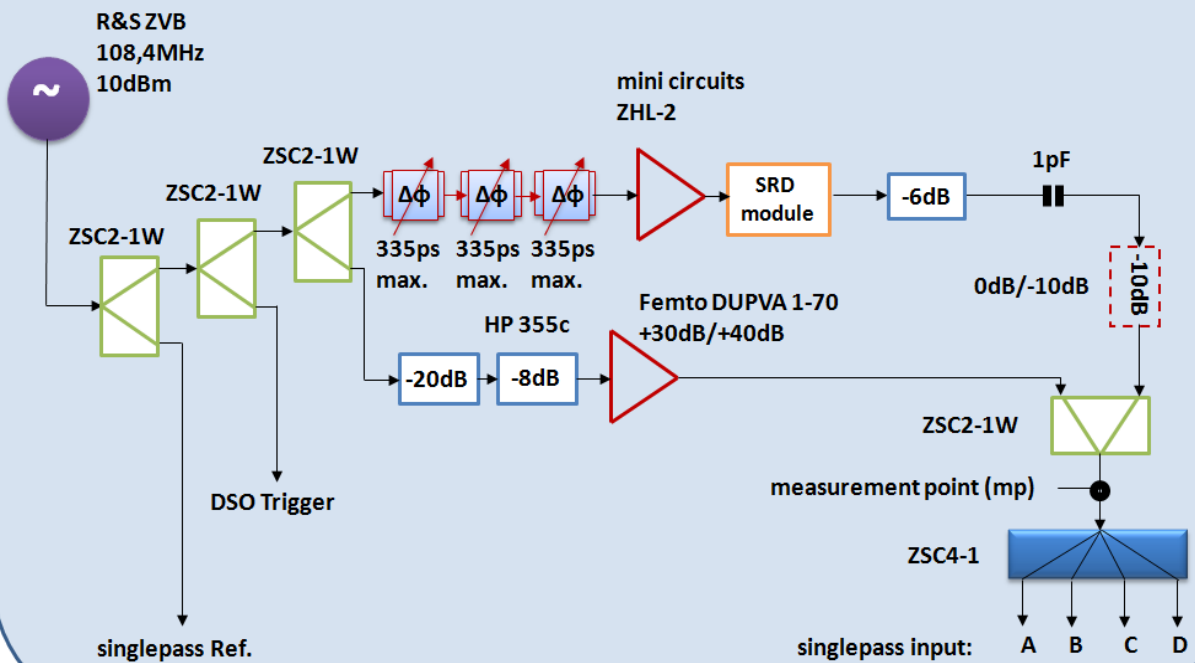 R&S ZVB
108,4MHz
10dBm
~
mini circuits
ZHL-2
ZSC2-1W
ZSC2-1W
ZSC2-1W
Δϕ
Δϕ
Δϕ
335ps
max.
335ps
max.
335ps
max.
SRD
module
-6dB
1pF
0dB/-10dB
-10dB
Femto DUPVA 1-70
+30dB/+40dB
HP 355c
-20dB
-8dB
ZSC2-1W
DSO Trigger
measurement point (mp)
ZSC4-1
singlepass Ref.
singlepass input:
A
B
C
D